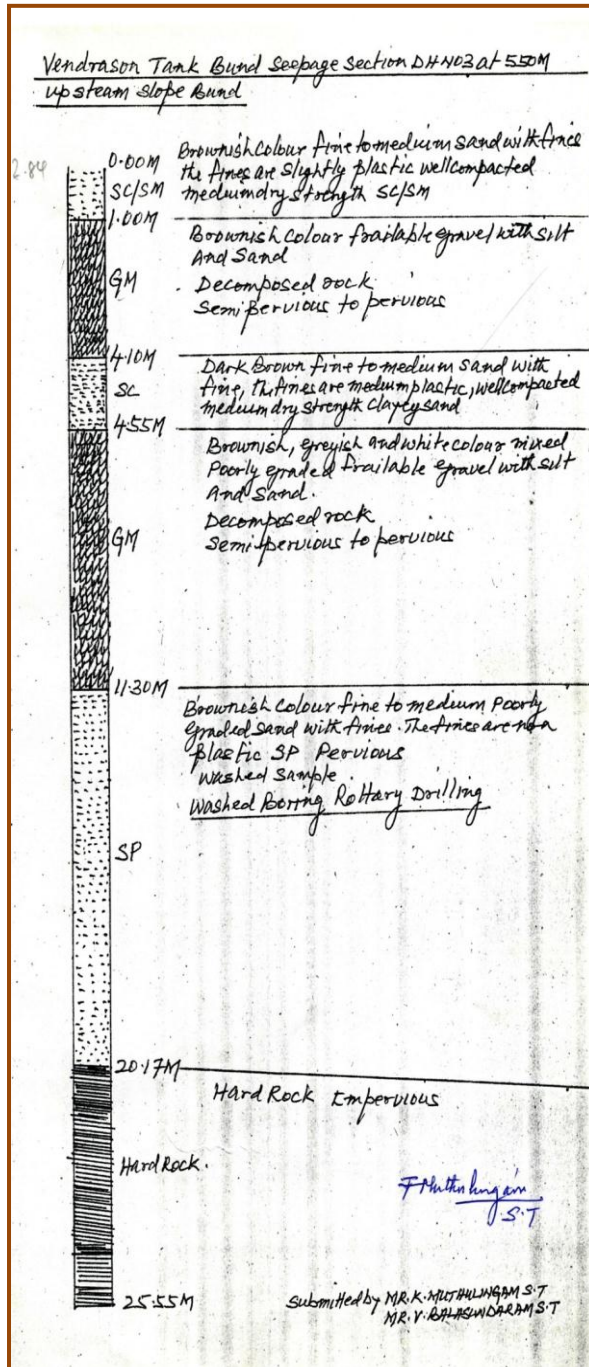 Vendrason Tank Bund Seepage Section DH NO3 at 550M
upsteam Slope Bund
2.84
0.00M
Brownish Colour fine to medium sand with fines
the fines are slightly plastic well compacted
SC/SM
medium dry strength SC/SM
1.00M
Brownish Colour frailable gravel with silt
And Sand
GM
Decomposed rock
Semi pervious to pervious
4.10M
Dark Brown fine to medium sand with
SC
fine, the fines are medium plastic, well compacted
medium dry strength Clayey sand
4.55M
Brownish, greyish and white colour mixed
Poorly graded frailable gravel with silt
And Sand.
Decomposed rock
GM
Semi pervious to pervious
11.30M
Brownish Colour fine to medium Poorly
graded sand with fines. The fines are non
plastic SP Pervious
Washed Sample
Washed Boring Rottary Drilling
SP
20.17M
Hard Rock Empervious
Hard Rock.
S.T
25.55M
Submitted by MR. K. MUTHULINGAM S.T
MR. V. BALASUNDARAM S.T